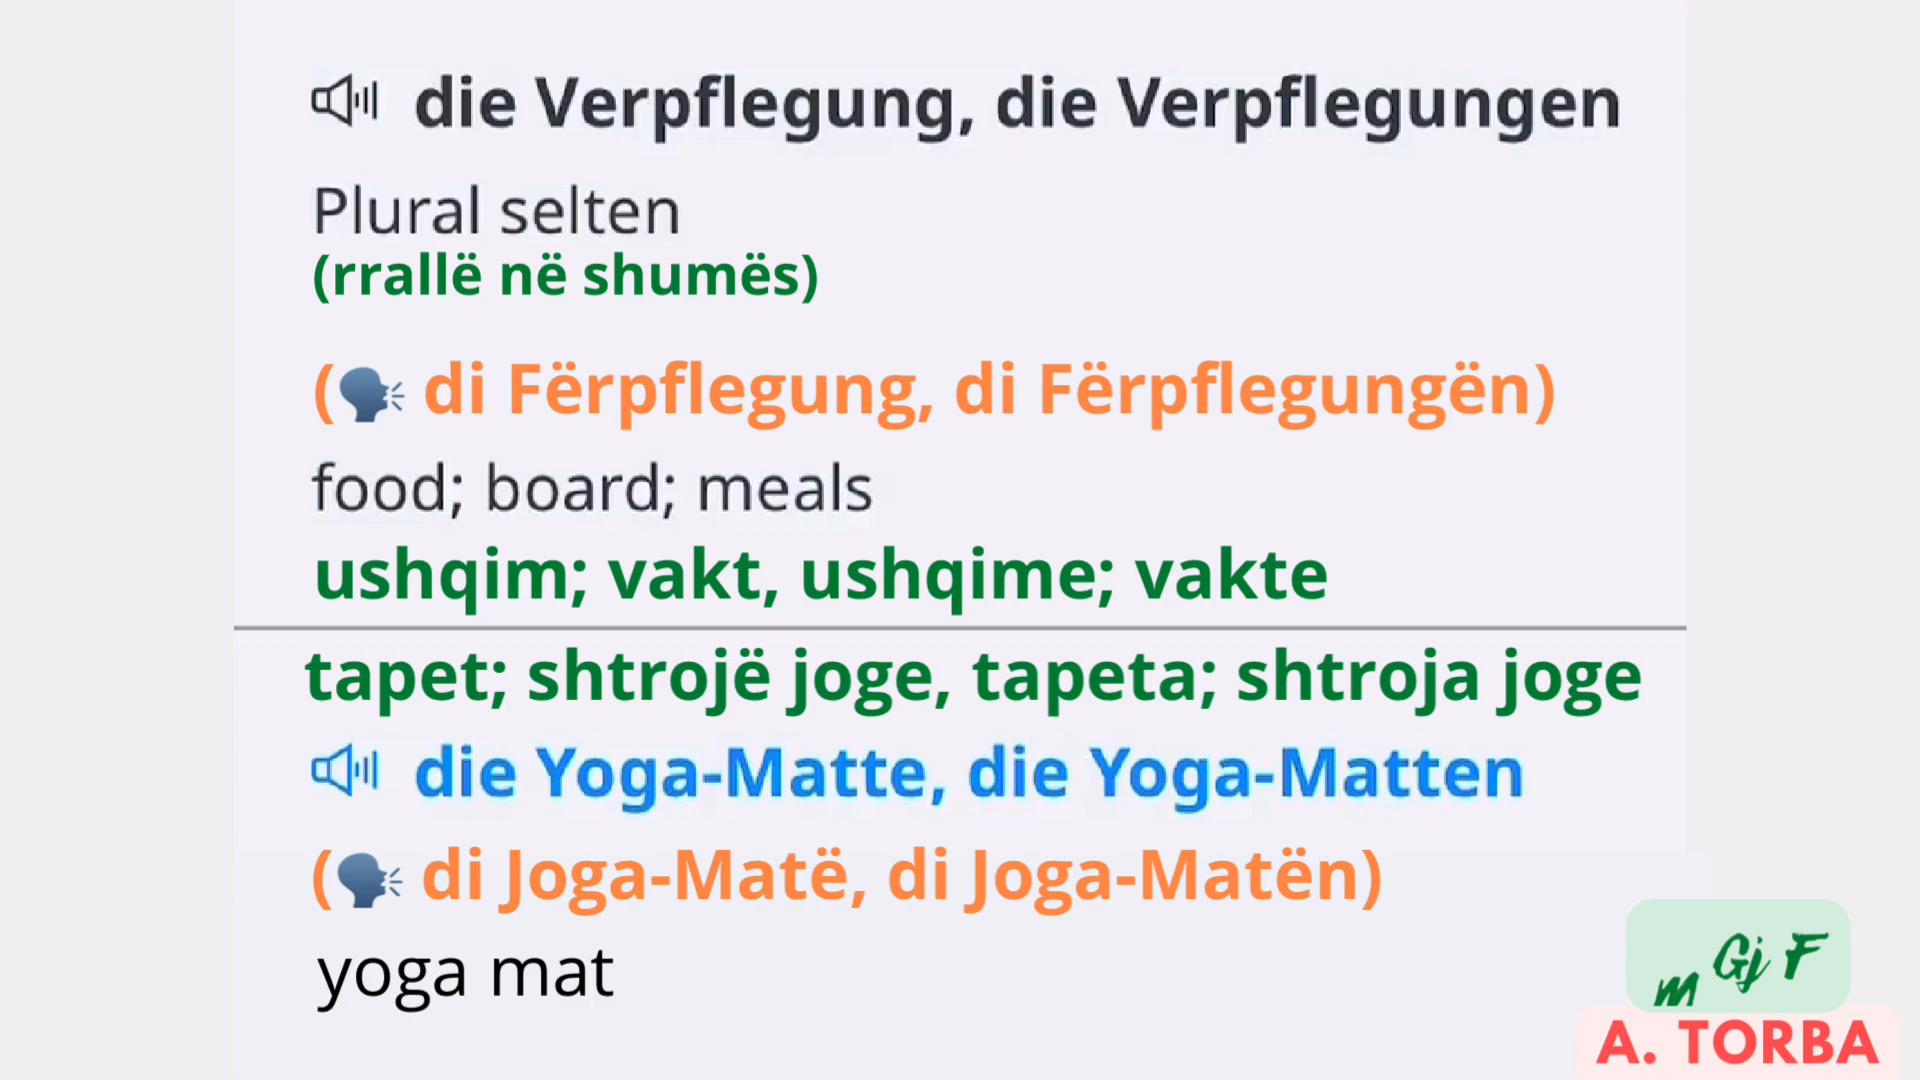 die Verpflegung, die Verpflegungen
Plural selten
(rrallë në shumës)
(🗣 di Fërpflegung, di Fërpflegungën)
food; board; meals
ushqim; vakt, ushqime; vakte
tapet; shtrojë joge, tapeta; shtroja joge
die Yoga-Matte, die Yoga-Matten
(🗣 di Joga-Matë, di Joga-Matën)
yoga mat
m Gj F
A. TORBA